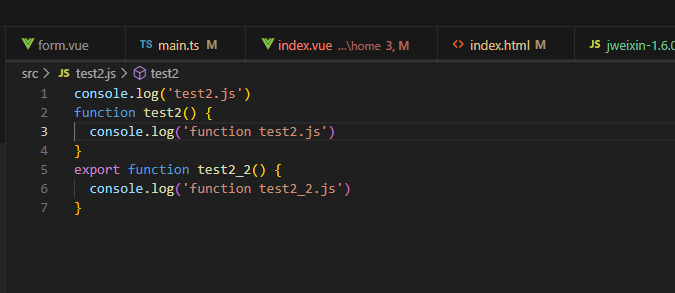 form.vue TS main.ts M index.vue ...\home 3, M <> index.html M JS jweixin-1.6.0
src > JS test2.js > test2
1 console.log('test2.js')
2 function test2() {
3 console.log('function test2.js')
4 }
5 export function test2_2() {
6 console.log('function test2_2.js')
7 }